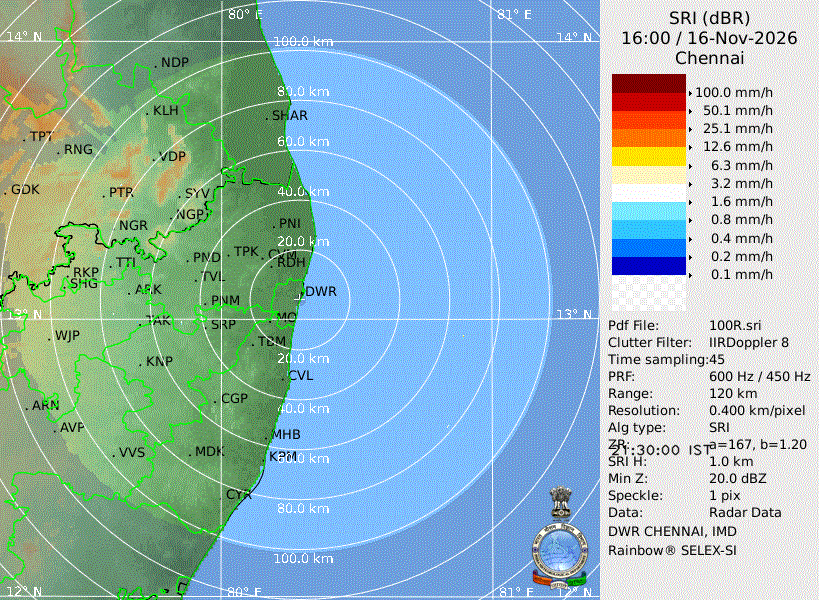 80° E
81° E
14° N
14° N
100.0 km
NDP
80.0 km
KLH
SHAR
TPT
60.0 km
RNG
VDP
GDK
PTR
SYV
40.0 km
NGP
NGR
PNI
20.0 km
TPK
PND
TTI
RDH
RKP
TVL
SHG
ARK
DWR
PNM
13° N
13° N
TAK
SRP
MO
WJP
TBM
20.0 km
KNP
CVL
CGP
ARN
40.0 km
AVP
MHB
VVS
MDK
KPM
60.0 km
CYR
80.0 km
100.0 km
12° N
80° E
81° E
12° N
SRI (dBR)
16:00 / 16-Nov-2026
Chennai
100.0 mm/h
50.1 mm/h
25.1 mm/h
12.6 mm/h
6.3 mm/h
3.2 mm/h
1.6 mm/h
0.8 mm/h
0.4 mm/h
0.2 mm/h
0.1 mm/h
Pdf File: 100R.sri
Clutter Filter: IIRDoppler 8
Time sampling:45
PRF: 600 Hz / 450 Hz
Range: 120 km
Resolution: 0.400 km/pixel
Alg type: SRI
ZR: a=167, b=1.20
21:30:00 IST
SRI H: 1.0 km
Min Z: 20.0 dBZ
Speckle: 1 pix
Data: Radar Data
DWR CHENNAI, IMD
Rainbow® SELEX-SI